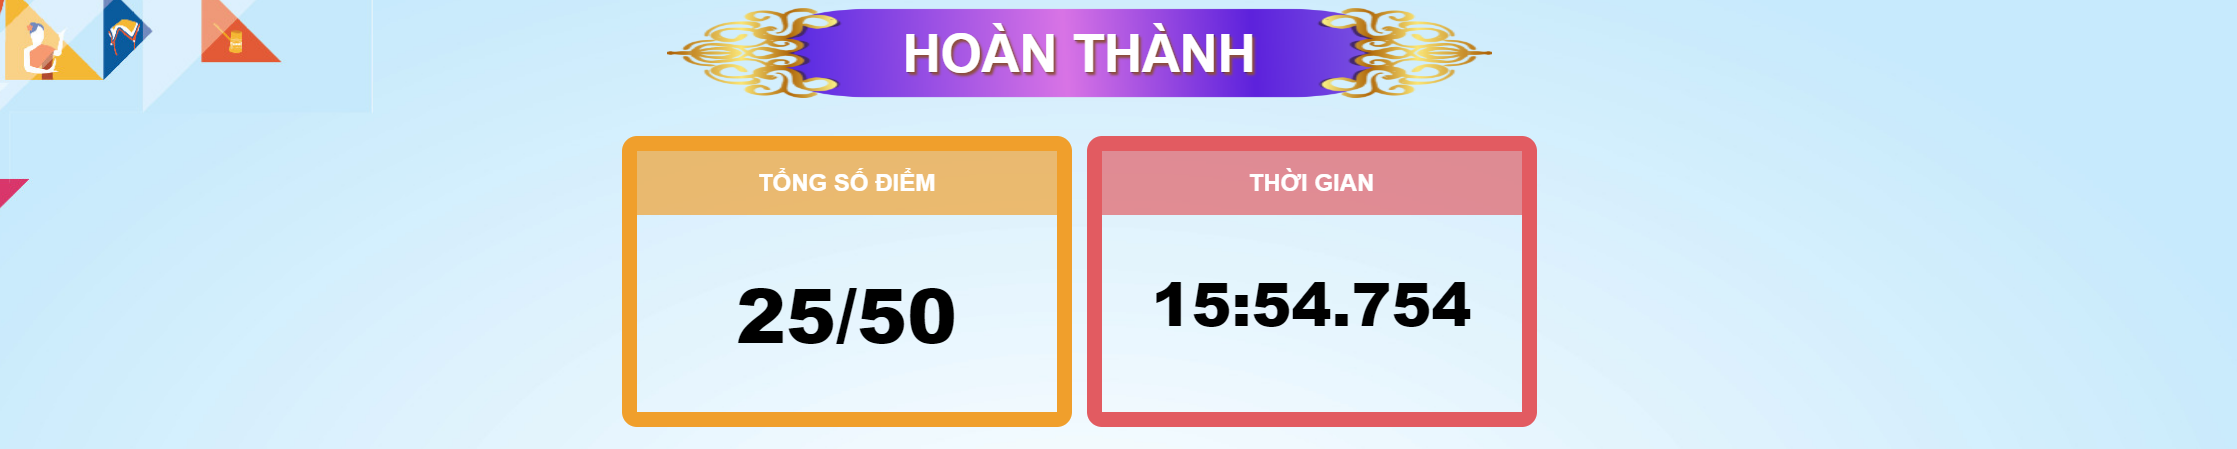 HOÀN THÀNH
TỔNG SỐ ĐIỂM
25/50
THỜI GIAN
15:54.754